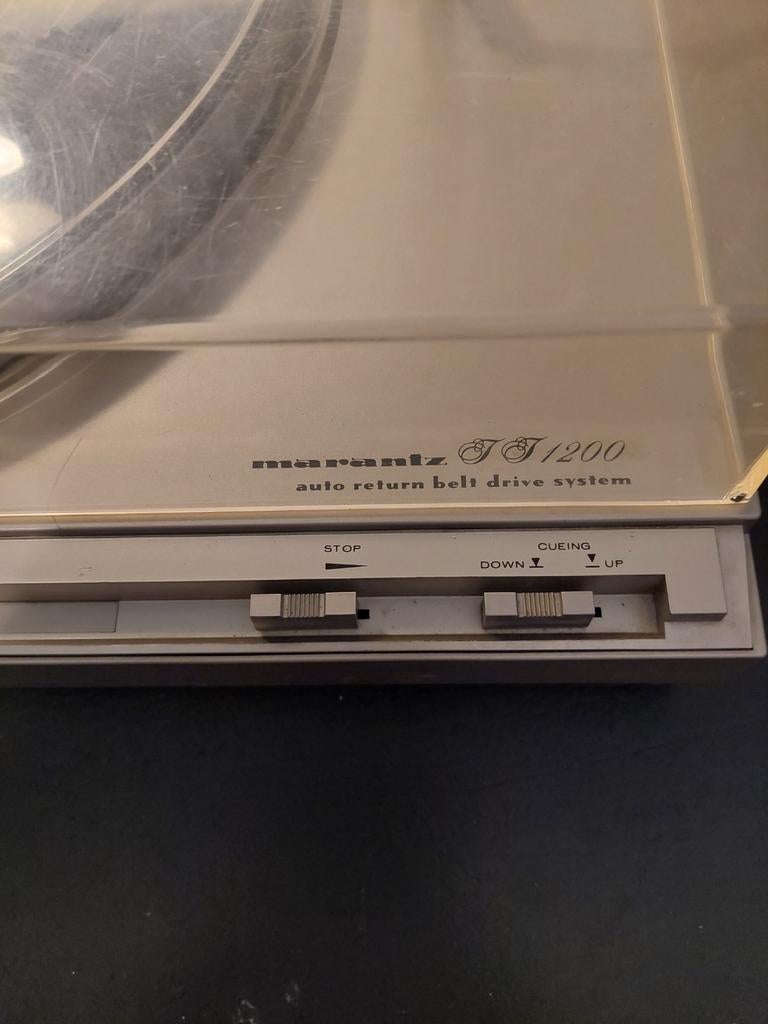 marantz TT1200
auto return belt drive system
STOP
CUEING
DOWN UP